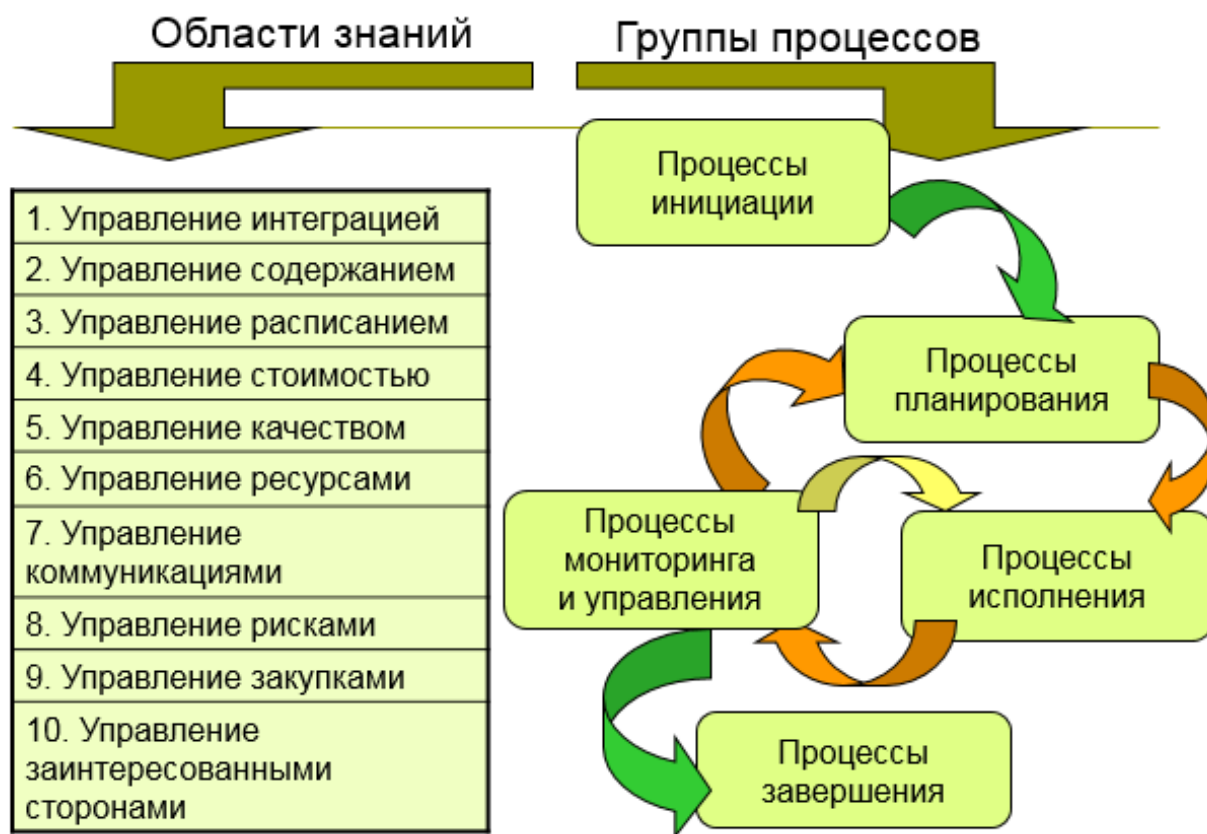 Области знаний
Группы процессов
1. Управление интеграцией
2. Управление содержанием
3. Управление расписанием
4. Управление стоимостью
5. Управление качеством
6. Управление ресурсами
7. Управление
коммуникациями
8. Управление рисками
9. Управление закупками
10. Управление
заинтересованными
сторонами
Процессы
инициации
Процессы
планирования
Процессы
мониторинга
и управления
Процессы
исполнения
Процессы
завершения